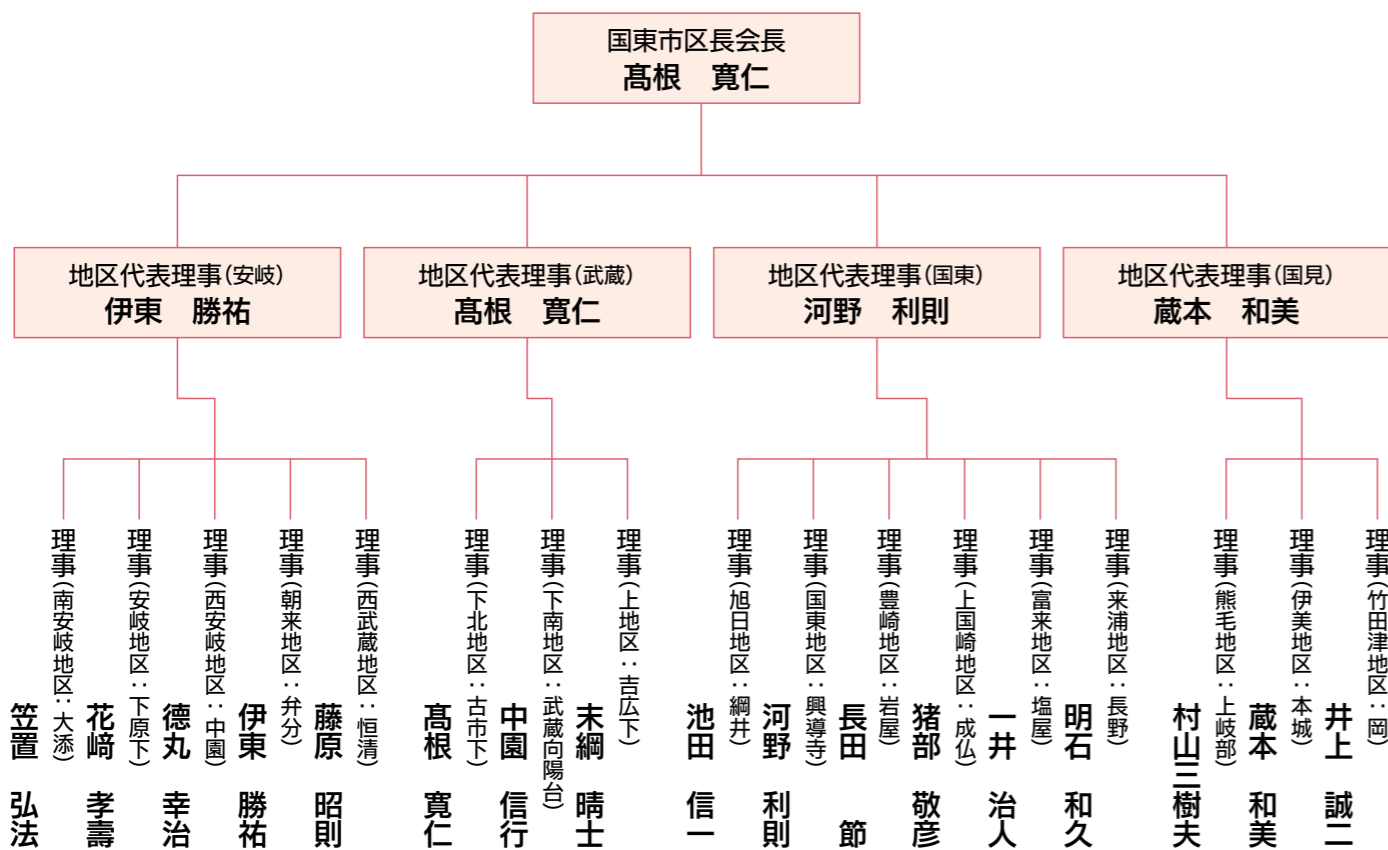 国東市区長会長
髙根　寛仁
地区代表理事(安岐)
伊東　勝祐
地区代表理事(武蔵)
髙根　寛仁
地区代表理事(国東)
河野　利則
地区代表理事(国見)
蔵本　和美
理事(南安岐地区：大添)
笠置　弘法
理事(安岐地区：下原下)
花﨑　孝壽
理事(西安岐地区：中園)
德丸　幸治
理事(朝来地区：弁分)
伊東　勝祐
理事(西武蔵地区：恒清)
藤原　昭則
理事(下北地区：古市下)
髙根　寛仁
理事(下南地区：武蔵向陽台)
中園　信行
理事(上地区：吉広下)
末綱　晴士
理事(旭日地区：綱井)
池田　信一
理事(国東地区：興導寺)
河野　利則
理事(豊崎地区：岩屋)
長田　節
理事(上国崎地区：成仏)
猪部　敬彦
理事(富来地区：塩屋)
一井　治人
理事(来浦地区：長野)
明石　和久
理事(熊毛地区：上岐部)
村山三樹夫
理事(伊美地区：本城)
蔵本　和美
理事(竹田津地区：岡)
井上　誠二